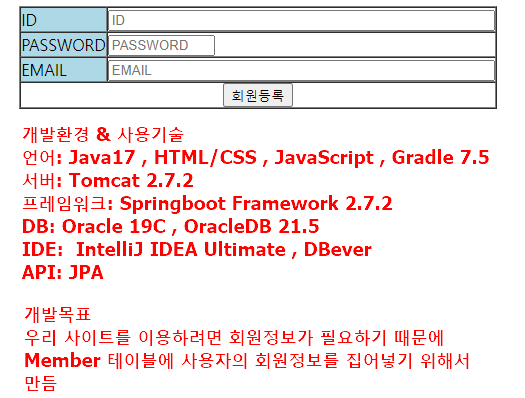 ID ID
PASSWORD PASSWORD
EMAIL EMAIL
회원등록
개발환경 & 사용기술
언어: Java17 , HTML/CSS , JavaScript , Gradle 7.5
서버: Tomcat 2.7.2
프레임워크: Springboot Framework 2.7.2
DB: Oracle 19C , OracleDB 21.5
IDE:  IntelliJ IDEA Ultimate , DBever
API: JPA
개발목표
우리 사이트를 이용하려면 회원정보가 필요하기 때문에
Member 테이블에 사용자의 회원정보를 집어넣기 위해서
만듬